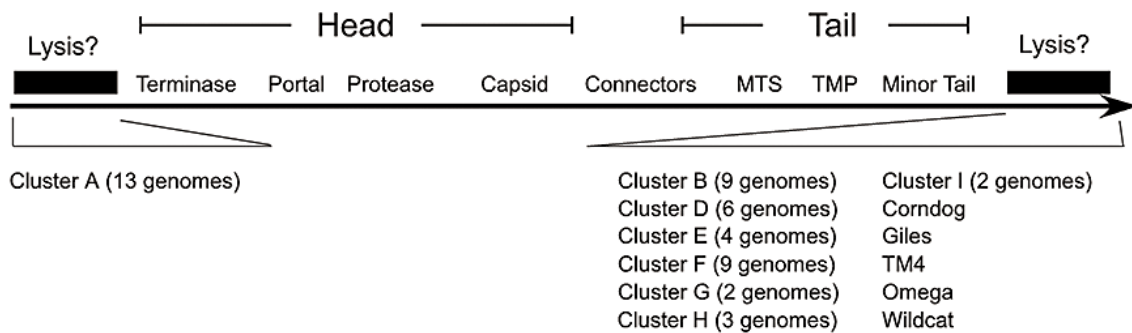 Head Tail
Lysis? Lysis?
Terminase Portal Protease Capsid Connectors MTS TMP Minor Tail
Cluster A (13 genomes)
Cluster B (9 genomes)
Cluster D (6 genomes)
Cluster E (4 genomes)
Cluster F (9 genomes)
Cluster G (2 genomes)
Cluster H (3 genomes)
Cluster I (2 genomes)
Corndog
Giles
TM4
Omega
Wildcat